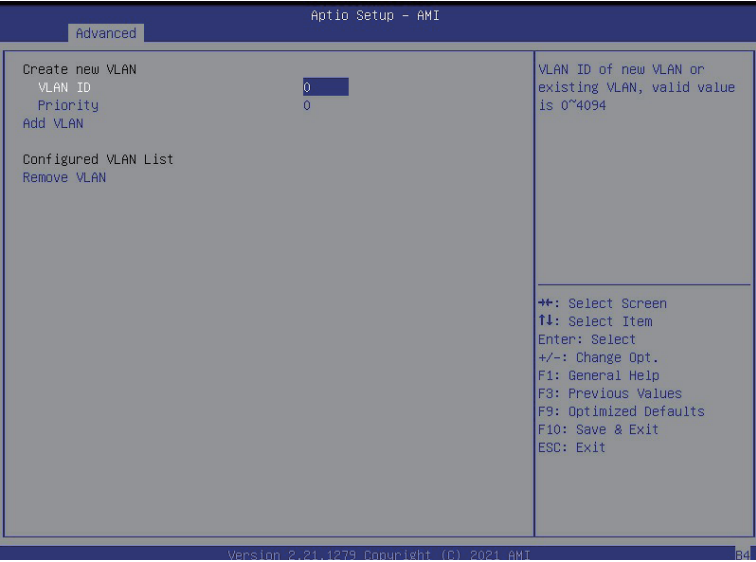 Aptio Setup – AMI
Advanced
Create new VLAN
VLAN ID 0
Priority 0
Add VLAN
Configured VLAN List
Remove VLAN
VLAN ID of new VLAN or
existing VLAN, valid value
is 0~4094
→←: Select Screen
↑↓: Select Item
Enter: Select
+/-: Change Opt.
F1: General Help
F3: Previous Values
F9: Optimized Defaults
F10: Save & Exit
ESC: Exit
Version 2.21.1279 Copyright (C) 2021 AMI
B4